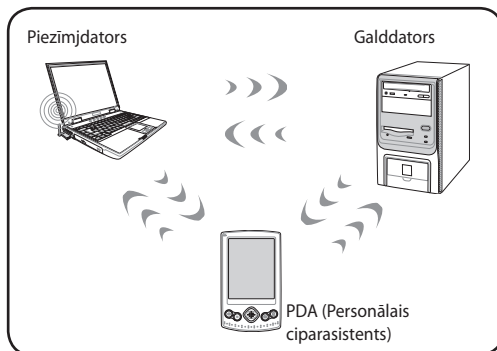 Piezīmjdators
Galddators
PDA (Personālais
ciparasistents)